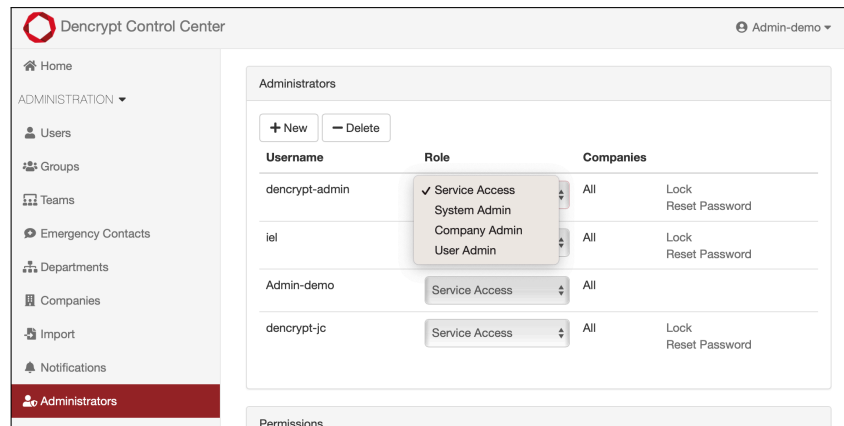 Dencrypt Control Center
Admin-demo
Home
ADMINISTRATION
Users
Groups
Teams
Emergency Contacts
Departments
Companies
Import
Notifications
Administrators
Administrators
+ New
− Delete
Username Role Companies
dencrypt-admin ✓ Service Access All Lock
System Admin Reset Password
Company Admin
iel All Lock
User Admin Reset Password
Admin-demo Service Access All
dencrypt-jc Service Access All Lock
Reset Password
Permissions